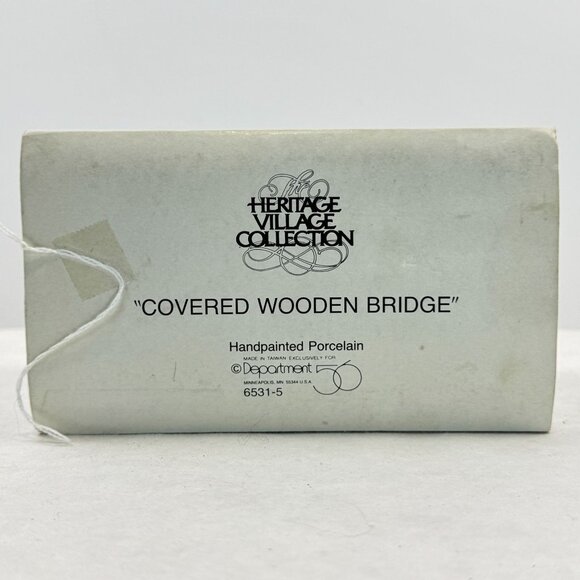 The
HERITAGE
VILLAGE
COLLECTION
"COVERED WOODEN BRIDGE"
Handpainted Porcelain
MADE IN TAIWAN EXCLUSIVELY FOR
© Department 56
MINNEAPOLIS, MN 55344 U.S.A.
6531-5